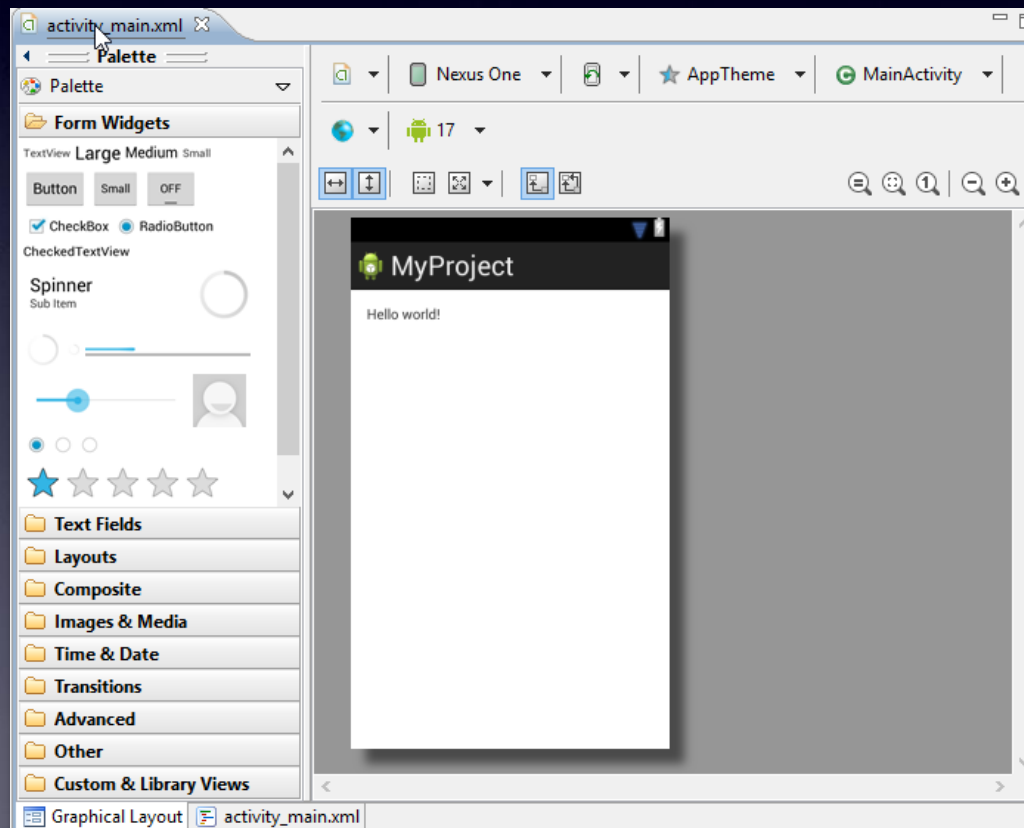 activity_main.xml
Palette
Palette
Form Widgets
TextView Large Medium Small
Button Small OFF
CheckBox RadioButton
CheckedTextView
Spinner
Sub Item
Text Fields
Layouts
Composite
Images & Media
Time & Date
Transitions
Advanced
Other
Custom & Library Views
Graphical Layout activity_main.xml
Nexus One AppTheme MainActivity
17
MyProject
Hello world!